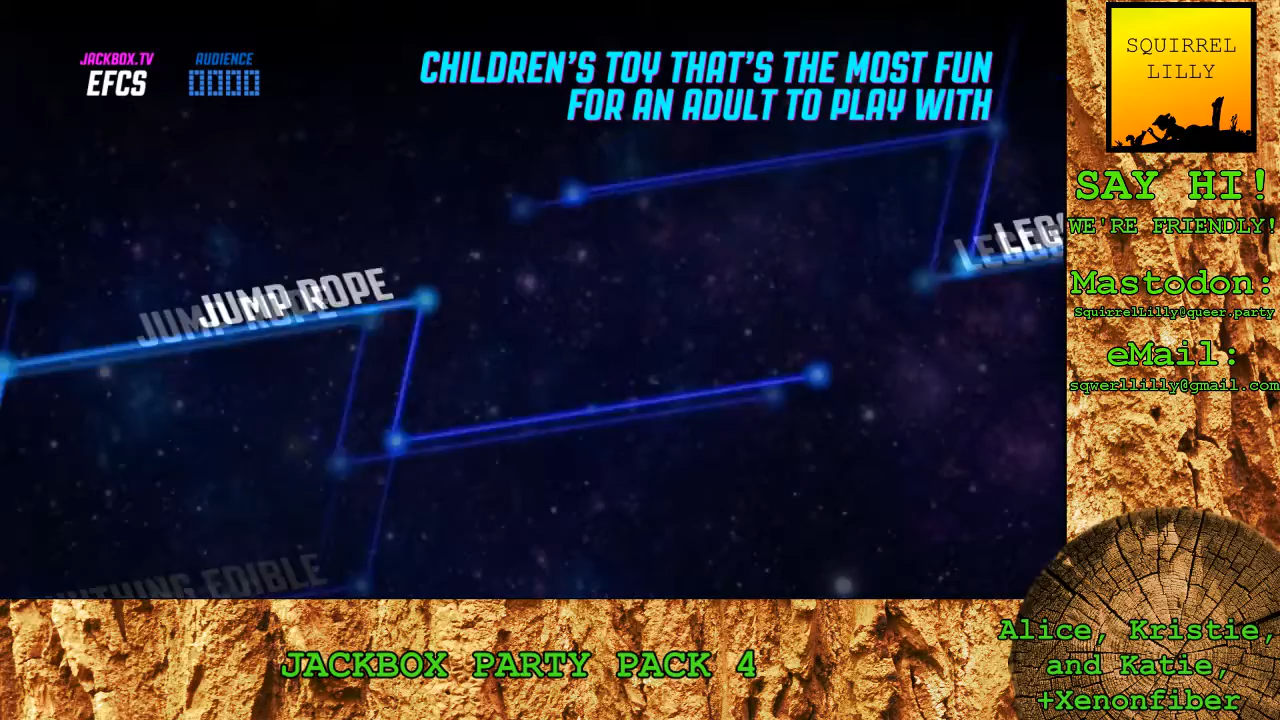 JACKBOX.TV
EFCS
AUDIENCE
CHILDREN'S TOY THAT'S THE MOST FUN
FOR AN ADULT TO PLAY WITH
JUMP ROPE
EDIBLE
SQUIRREL
LILLY
SAY HI!
WE'RE FRIENDLY!
Mastodon:
SquirrelLilly@queer.party
eMail:
sqwerllilly@gmail.com
JACKBOX PARTY PACK 4
Alice, Kristie,
and Katie,
+Xenonfiber